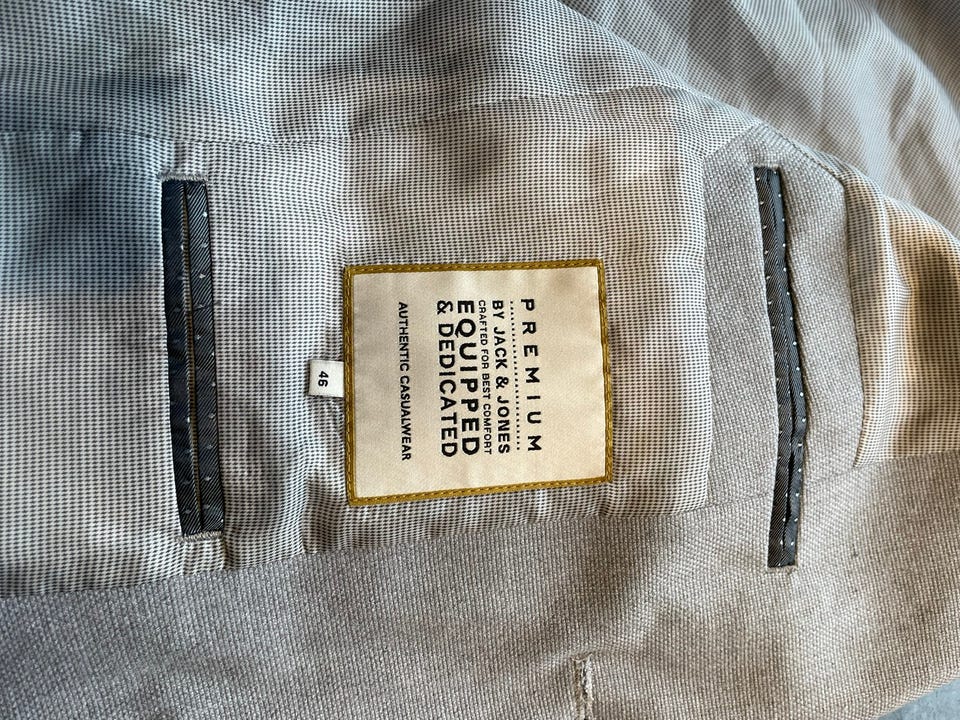 PREMIUM
BY JACK & JONES
CRAFTED FOR BEST COMFORT
EQUIPPED
& DEDICATED
AUTHENTIC CASUALWEAR
46